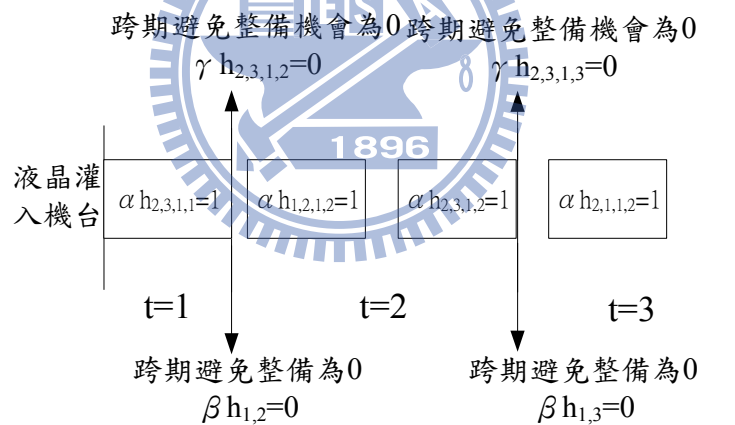 跨期避免整備機會為0 跨期避免整備機會為0
γ h2,3,1,2=0 γ h2,3,1,3=0
8
1896
液晶灌
入機台
α h2,3,1,1=1 α h1,2,1,2=1 α h2,3,1,2=1 α h2,1,1,2=1
t=1 t=2 t=3
跨期避免整備為0 跨期避免整備為0
β h1,2=0 β h1,3=0